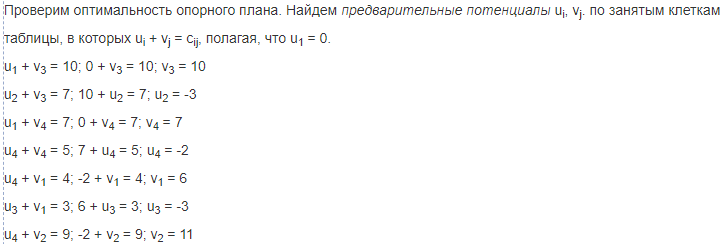 Проверим оптимальность опорного плана. Найдем предварительные потенциалы uᵢ, vⱼ. по занятым клеткам
таблицы, в которых uᵢ + vⱼ = cᵢⱼ, полагая, что u₁ = 0.
u₁ + v₃ = 10; 0 + v₃ = 10; v₃ = 10
u₂ + v₃ = 7; 10 + u₂ = 7; u₂ = -3
u₁ + v₄ = 7; 0 + v₄ = 7; v₄ = 7
u₄ + v₄ = 5; 7 + u₄ = 5; u₄ = -2
u₄ + v₁ = 4; -2 + v₁ = 4; v₁ = 6
u₃ + v₁ = 3; 6 + u₃ = 3; u₃ = -3
u₄ + v₂ = 9; -2 + v₂ = 9; v₂ = 11